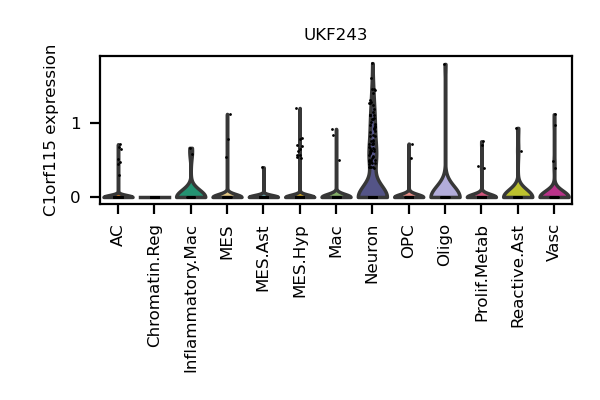 UKF243
C1orf115 expression
1
0
AC
Chromatin.Reg
Inflammatory.Mac
MES
MES.Ast
MES.Hyp
Mac
Neuron
OPC
Oligo
Prolif.Metab
Reactive.Ast
Vasc